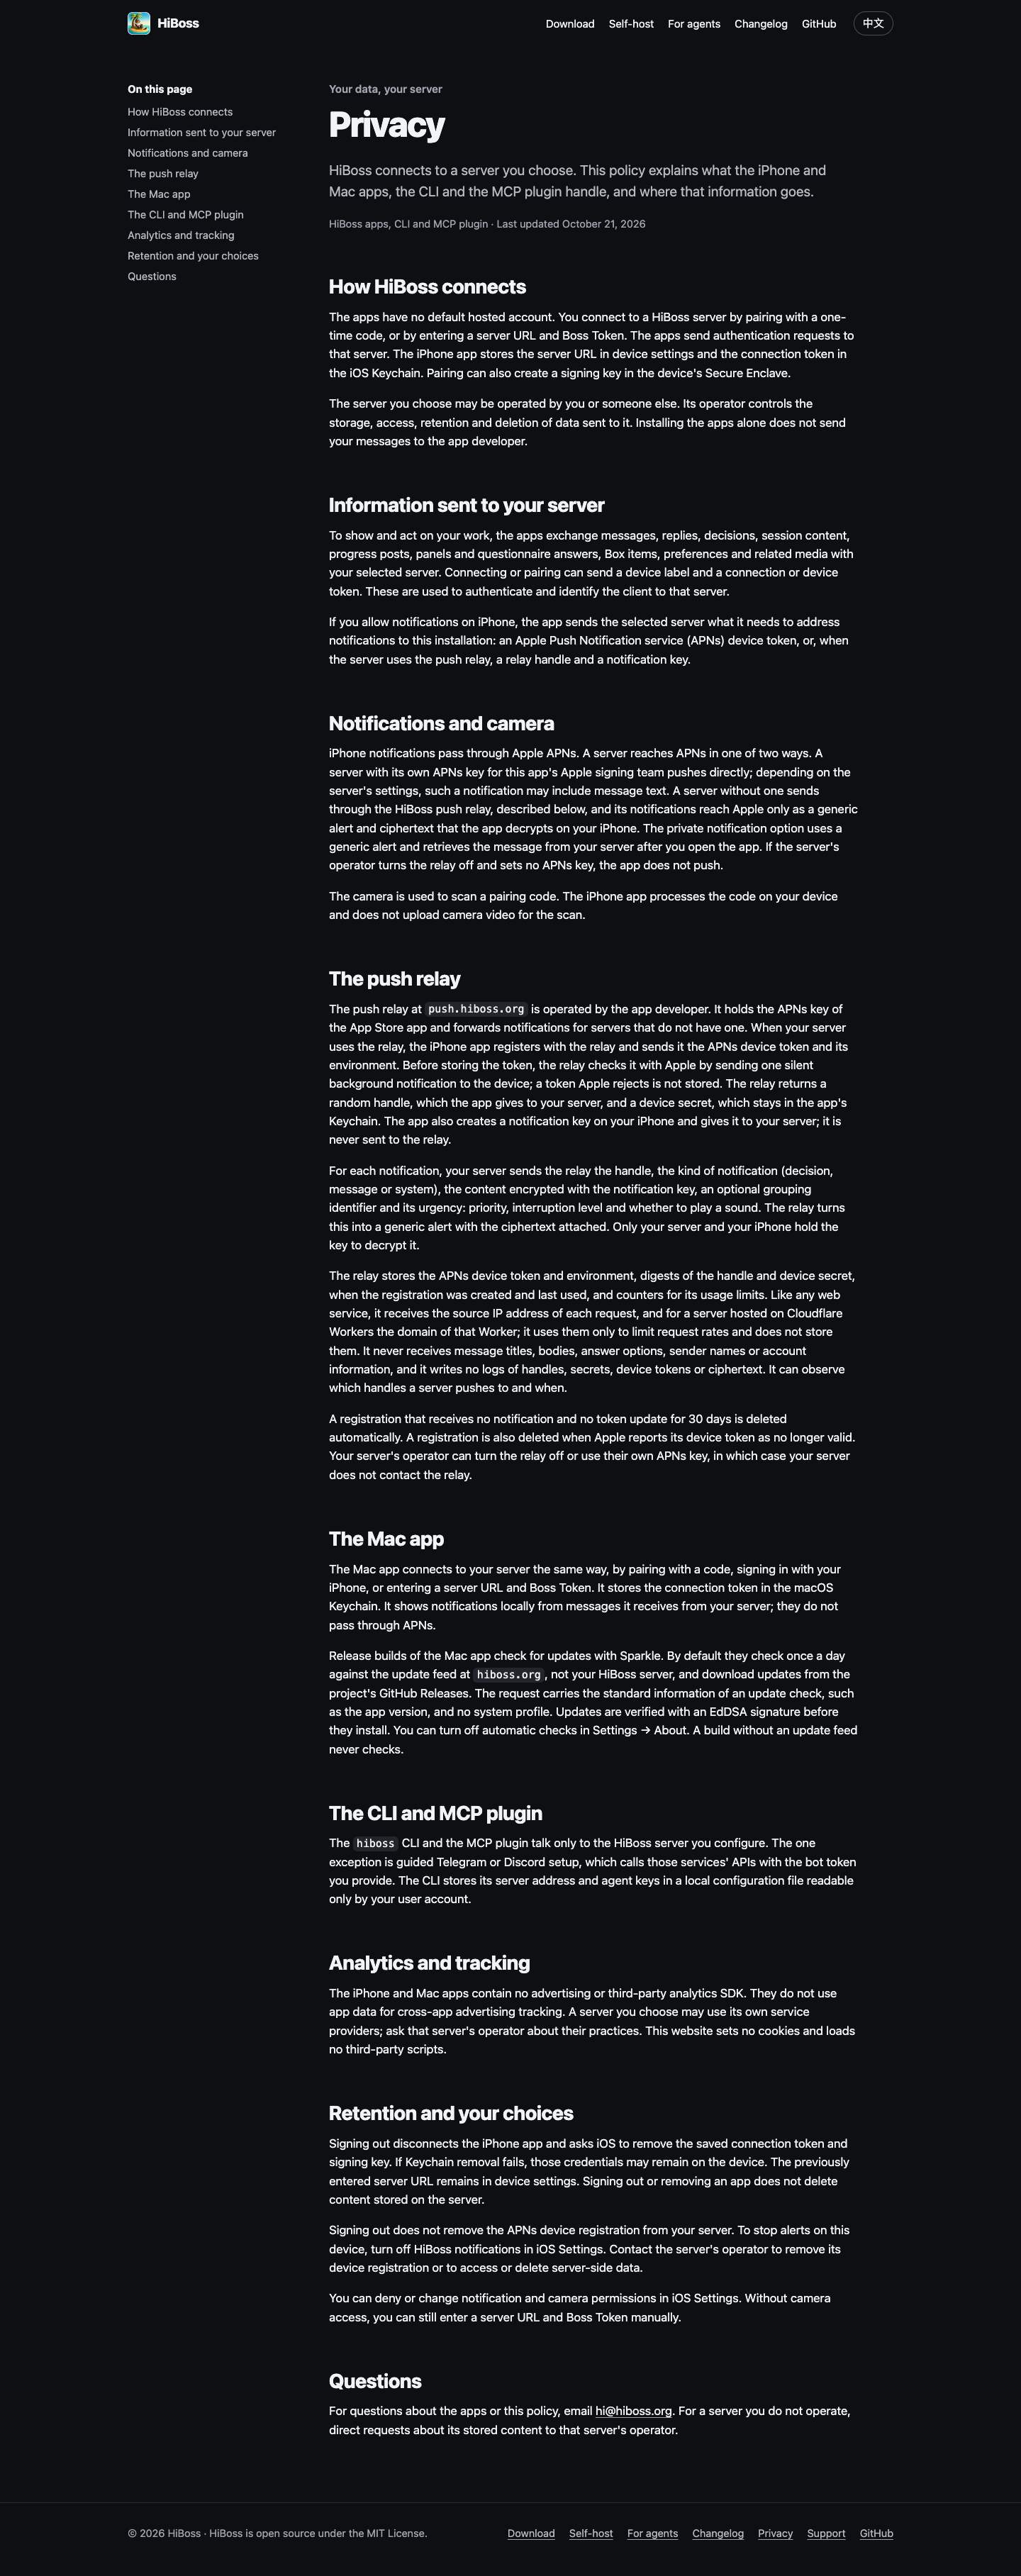 HiBoss
Download Self-host For agents Changelog GitHub 中文
On this page
How HiBoss connects
Information sent to your server
Notifications and camera
The push relay
The Mac app
The CLI and MCP plugin
Analytics and tracking
Retention and your choices
Questions
Your data, your server
Privacy
HiBoss connects to a server you choose. This policy explains what the iPhone and
Mac apps, the CLI and the MCP plugin handle, and where that information goes.
HiBoss apps, CLI and MCP plugin · Last updated October 21, 2026
How HiBoss connects
The apps have no default hosted account. You connect to a HiBoss server by pairing with a one-
time code, or by entering a server URL and Boss Token. The apps send authentication requests to
that server. The iPhone app stores the server URL in device settings and the connection token in
the iOS Keychain. Pairing can also create a signing key in the device's Secure Enclave.
The server you choose may be operated by you or someone else. Its operator controls the
storage, access, retention and deletion of data sent to it. Installing the apps alone does not send
your messages to the app developer.
Information sent to your server
To show and act on your work, the apps exchange messages, replies, decisions, session content,
progress posts, panels and questionnaire answers, Box items, preferences and related media with
your selected server. Connecting or pairing can send a device label and a connection or device
token. These are used to authenticate and identify the client to that server.
If you allow notifications on iPhone, the app sends the selected server what it needs to address
notifications to this installation: an Apple Push Notification service (APNs) device token, or, when
the server uses the push relay, a relay handle and a notification key.
Notifications and camera
iPhone notifications pass through Apple APNs. A server reaches APNs in one of two ways. A
server with its own APNs key for this app's Apple signing team pushes directly; depending on the
server's settings, such a notification may include message text. A server without one sends
through the HiBoss push relay, described below, and its notifications reach Apple only as a generic
alert and ciphertext that the app decrypts on your iPhone. The private notification option uses a
generic alert and retrieves the message from your server after you open the app. If the server's
operator turns the relay off and sets no APNs key, the app does not push.
The camera is used to scan a pairing code. The iPhone app processes the code on your device
and does not upload camera video for the scan.
The push relay
The push relay at push.hiboss.org is operated by the app developer. It holds the APNs key of
the App Store app and forwards notifications for servers that do not have one. When your server
uses the relay, the iPhone app registers with the relay and sends it the APNs device token and its
environment. Before storing the token, the relay checks it with Apple by sending one silent
background notification to the device; a token Apple rejects is not stored. The relay returns a
random handle, which the app gives to your server, and a device secret, which stays in the app's
Keychain. The app also creates a notification key on your iPhone and gives it to your server; it is
never sent to the relay.
For each notification, your server sends the relay the handle, the kind of notification (decision,
message or system), the content encrypted with the notification key, an optional grouping
identifier and its urgency: priority, interruption level and whether to play a sound. The relay turns
this into a generic alert with the ciphertext attached. Only your server and your iPhone hold the
key to decrypt it.
The relay stores the APNs device token and environment, digests of the handle and device secret,
when the registration was created and last used, and counters for its usage limits. Like any web
service, it receives the source IP address of each request, and for a server hosted on Cloudflare
Workers the domain of that Worker; it uses them only to limit request rates and does not store
them. It never receives message titles, bodies, answer options, sender names or account
information, and it writes no logs of handles, secrets, device tokens or ciphertext. It can observe
which handles a server pushes to and when.
A registration that receives no notification and no token update for 30 days is deleted
automatically. A registration is also deleted when Apple reports its device token as no longer valid.
Your server's operator can turn the relay off or use their own APNs key, in which case your server
does not contact the relay.
The Mac app
The Mac app connects to your server the same way, by pairing with a code, signing in with your
iPhone, or entering a server URL and Boss Token. It stores the connection token in the macOS
Keychain. It shows notifications locally from messages it receives from your server; they do not
pass through APNs.
Release builds of the Mac app check for updates with Sparkle. By default they check once a day
against the update feed at hiboss.org, not your HiBoss server, and download updates from the
project's GitHub Releases. The request carries the standard information of an update check, such
as the app version, and no system profile. Updates are verified with an EdDSA signature before
they install. You can turn off automatic checks in Settings → About. A build without an update feed
never checks.
The CLI and MCP plugin
The hiboss CLI and the MCP plugin talk only to the HiBoss server you configure. The one
exception is guided Telegram or Discord setup, which calls those services' APIs with the bot token
you provide. The CLI stores its server address and agent keys in a local configuration file readable
only by your user account.
Analytics and tracking
The iPhone and Mac apps contain no advertising or third-party analytics SDK. They do not use
app data for cross-app advertising tracking. A server you choose may use its own service
providers; ask that server's operator about their practices. This website sets no cookies and loads
no third-party scripts.
Retention and your choices
Signing out disconnects the iPhone app and asks iOS to remove the saved connection token and
signing key. If Keychain removal fails, those credentials may remain on the device. The previously
entered server URL remains in device settings. Signing out or removing an app does not delete
content stored on the server.
Signing out does not remove the APNs device registration from your server. To stop alerts on this
device, turn off HiBoss notifications in iOS Settings. Contact the server's operator to remove its
device registration or to access or delete server-side data.
You can deny or change notification and camera permissions in iOS Settings. Without camera
access, you can still enter a server URL and Boss Token manually.
Questions
For questions about the apps or this policy, email hi@hiboss.org. For a server you do not operate,
direct requests about its stored content to that server's operator.
© 2026 HiBoss · HiBoss is open source under the MIT License.
Download Self-host For agents Changelog Privacy Support GitHub